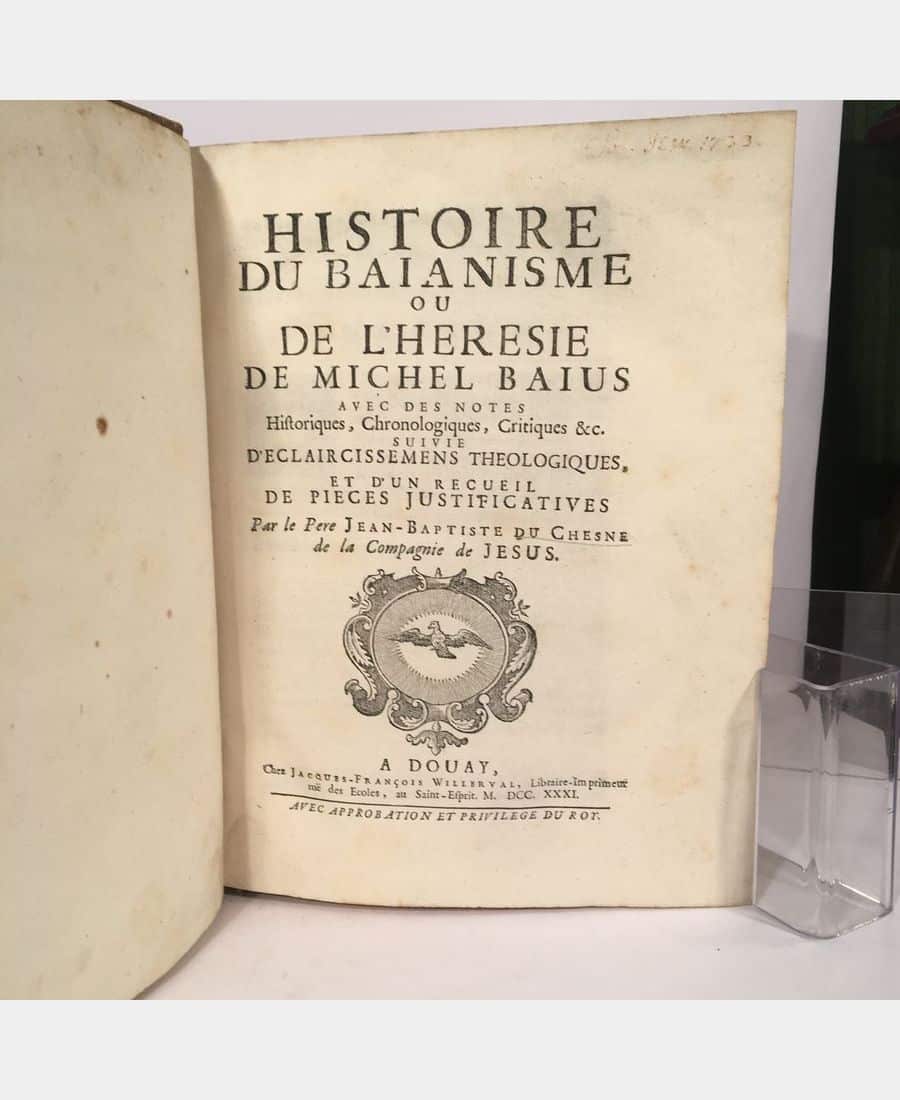 1733.
HISTOIRE
DU BAIANISME
OU
DE L'HERESIE
DE MICHEL BAIUS
AVEC DES NOTES
Hiſtoriques, Chronologiques, Critiques &c.
SUIVIE
D'ECLAIRCISSEMENS THEOLOGIQUES,
ET D'UN RECUEIL
DE PIECES JUSTIFICATIVES
Par le Pere JEAN-BAPTISTE DU CHESNE
de la Compagnie de JESUS.
A DOUAY,
Chez JACQUES-FRANÇOIS WILLERVAL, Libraire-Imprimeur
des Ecoles, au Saint-Eſprit. M. DCC. XXXI.
AVEC APPROBATION ET PRIVILEGE DU ROY.